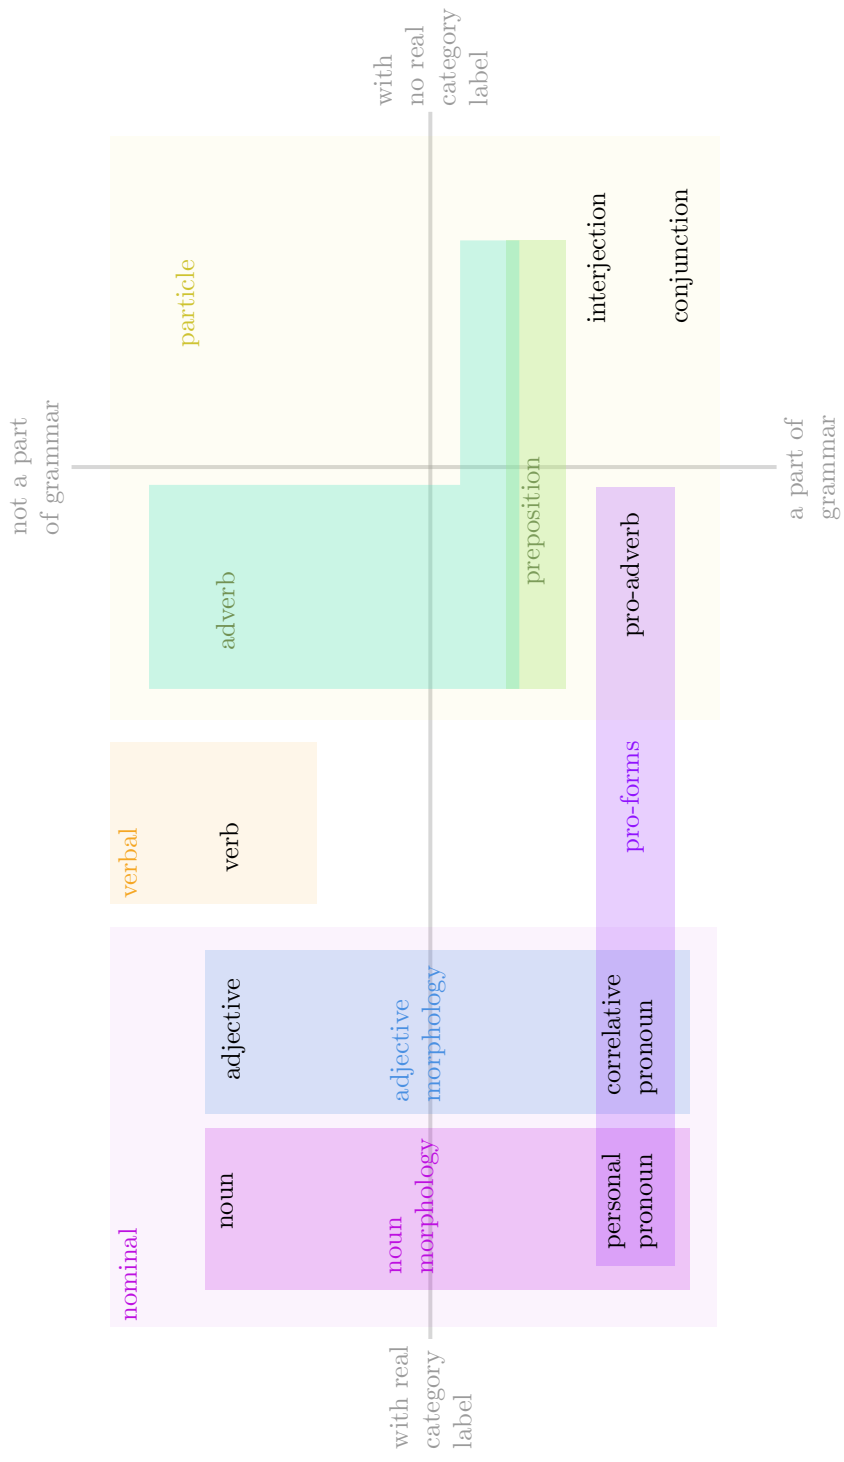 not a part
of grammar
nominal
verbal
particle
noun
adjective
verb
adverb
with real
category
label
noun
morphology
adjective
morphology
with
no real
category
label
preposition
interjection
personal
pronoun
correlative
pronoun
pro-forms
pro-adverb
conjunction
a part of
grammar